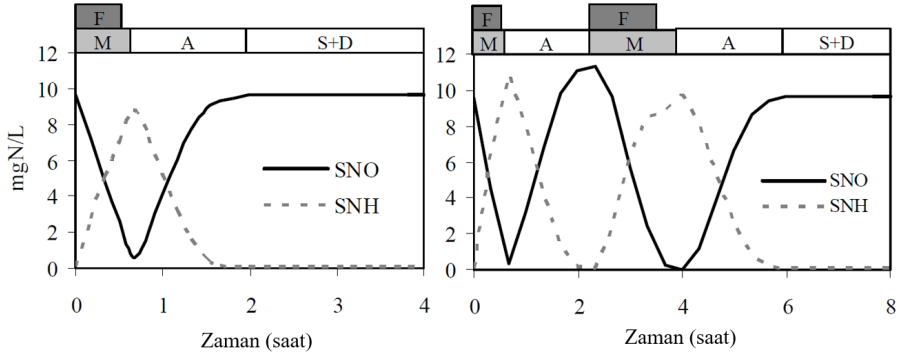 F
M A S+D
12
10
8
6
4
2
0
mgN/L
SNO
SNH
0 1 2 3 4
Zaman (saat)
F F
M A M A S+D
12
10
8
6
4
2
0
SNO
SNH
0 2 4 6 8
Zaman (saat)